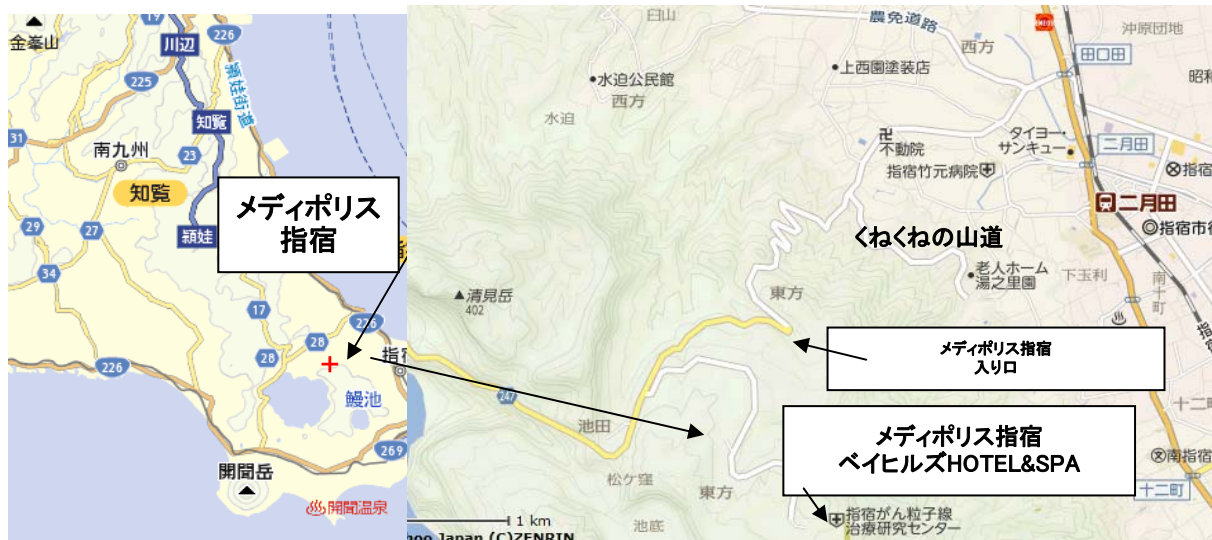 金峯山
19
川辺
226
225
頴娃街道
知覧
31
南九州
23
知覧
メディポリス
指宿
29
頴娃
27
34
17
226
28
28
226
鰻池
269
開聞岳
開聞温泉
臼山
農免道路
沖原団地
西方
田口田
水迫公民館
上西園塗装店
西方
水迫
昭和
不動院
タイヨー・
サンキュー
二月田
指宿竹元病院
指宿
二月田
指宿市役
くねくねの山道
老人ホーム
湯之里園
下玉利
南十町
東方
清見岳
402
メディポリス指宿
入り口
247
池田
十二町
メディポリス指宿
ベイヒルズHOTEL&SPA
松ケ窪
東方
南指宿
十二町
指宿がん粒子線
治療研究センター
池底
1 km
oo Japan (C)ZENRIN